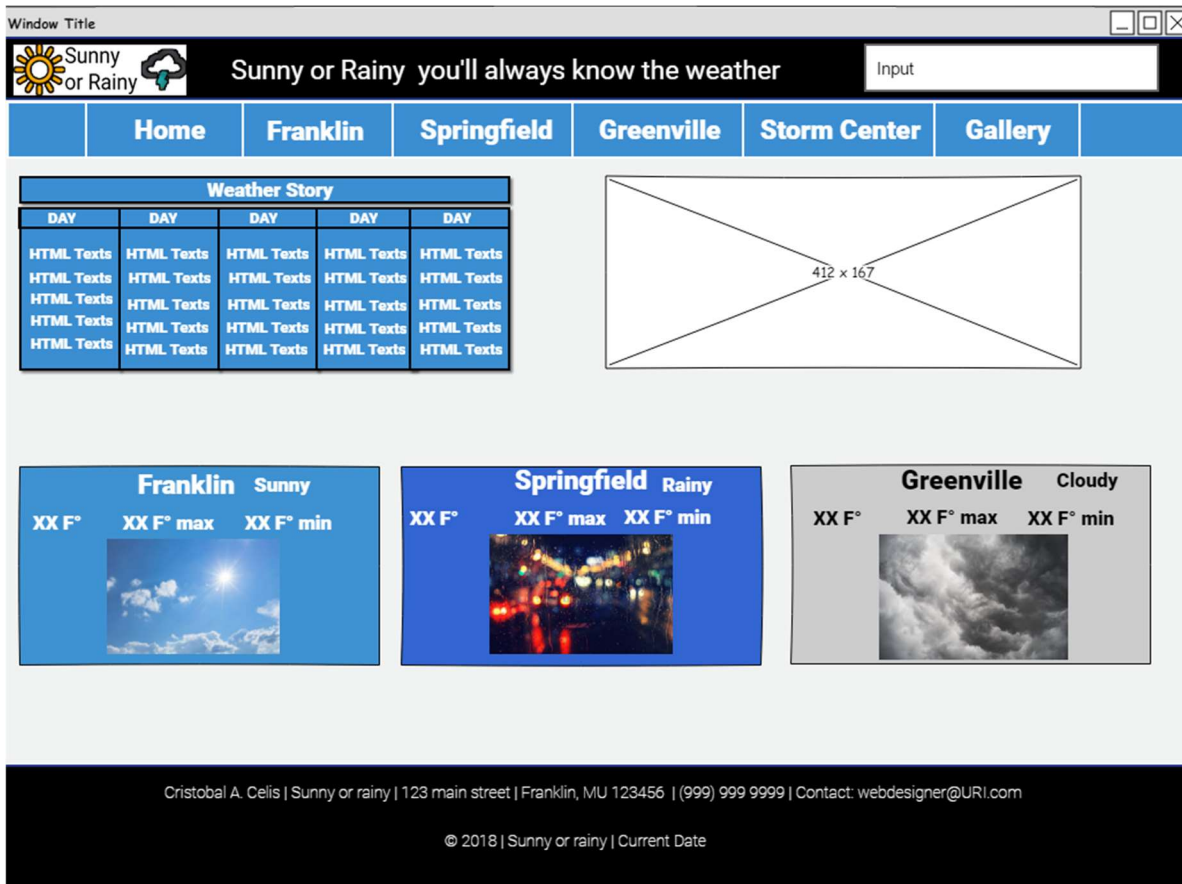 Window Title
Sunny
or Rainy
Sunny or Rainy you'll always know the weather
Input
Home Franklin Springfield Greenville Storm Center Gallery
Weather Story
DAY DAY DAY DAY DAY
HTML Texts HTML Texts HTML Texts HTML Texts HTML Texts
HTML Texts HTML Texts HTML Texts HTML Texts HTML Texts
HTML Texts HTML Texts HTML Texts HTML Texts HTML Texts
HTML Texts HTML Texts HTML Texts HTML Texts HTML Texts
HTML Texts HTML Texts HTML Texts HTML Texts HTML Texts
412 x 167
Franklin Sunny
XX F° XX F° max XX F° min
Springfield Rainy
XX F° XX F° max XX F° min
Greenville Cloudy
XX F° XX F° max XX F° min
Cristobal A. Celis | Sunny or rainy | 123 main street | Franklin, MU 123456 | (999) 999 9999 | Contact: webdesigner@URI.com
© 2018 | Sunny or rainy | Current Date